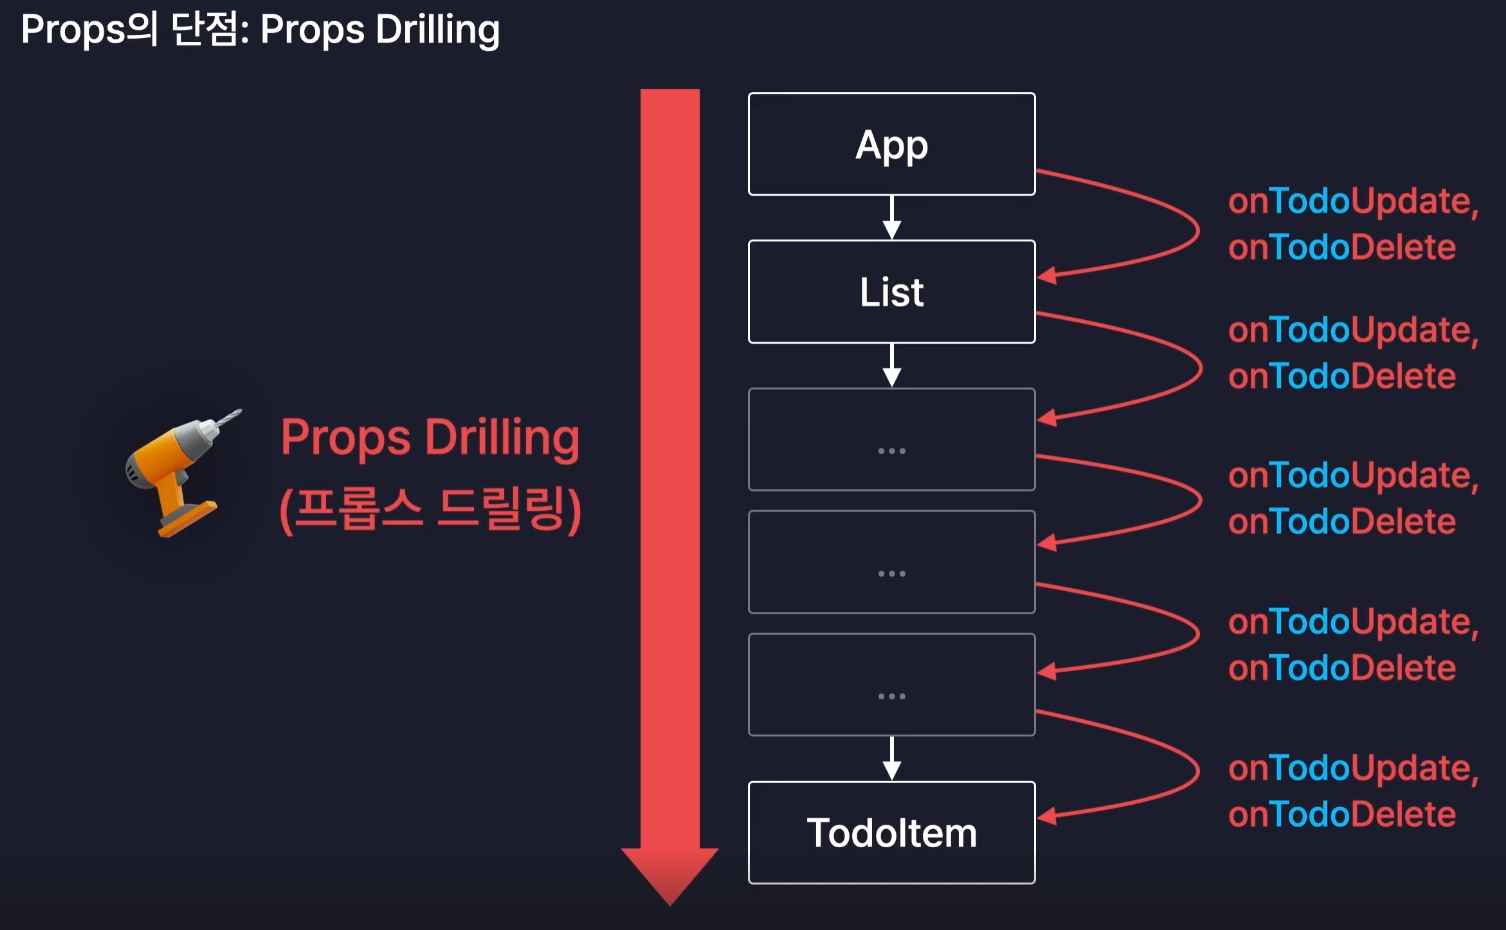 Props의 단점: Props Drilling
Props Drilling
(프롭스 드릴링)
App
List
...
...
...
TodoItem
onTodoUpdate,
onTodoDelete
onTodoUpdate,
onTodoDelete
onTodoUpdate,
onTodoDelete
onTodoUpdate,
onTodoDelete
onTodoUpdate,
onTodoDelete